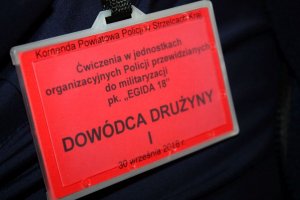 Komenda Powiatowa Policji w Strzelcach Kraj.
Ćwiczenia w jednostkach
organizacyjnych Policji przewidzianych
do militaryzacji
pk. „EGIDA 18"
DOWÓDCA DRUŻYNY
I
30 września 2018 r.